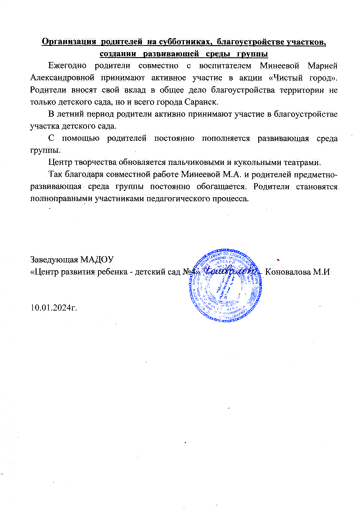 Организация родителей на субботниках, благоустройстве участков,
создании развивающей среды группы
Ежегодно родители совместно с воспитателем Минеевой Марией
Александровной принимают активное участие в акции «Чистый город».
Родители вносят свой вклад в общее дело благоустройства территории не
только детского сада, но и всего города Саранск.
В летний период родители активно принимают участие в благоустройстве
участка детского сада.
С помощью родителей постоянно пополняется развивающая среда
группы.
Центр творчества обновляется пальчиковыми и кукольными театрами.
Так благодаря совместной работе Минеевой М.А. и родителей предметно-
развивающая среда группы постоянно обогащается. Родители становятся
полноправными участниками педагогического процесса.
Заведующая МАДОУ
«Центр развития ребенка - детский сад №4» Коновалова М.И
10.01.2024г.